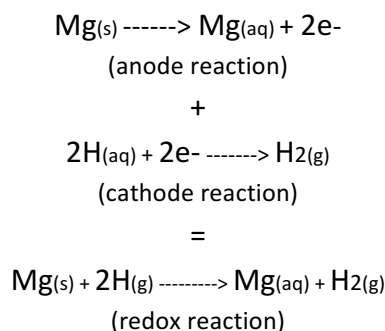 Mg(s) ------> Mg(aq) + 2e-
(anode reaction)
+
2H(aq) + 2e- -------> H2(g)
(cathode reaction)
=
Mg(s) + 2H(g) ---------> Mg(aq) + H2(g)
(redox reaction)